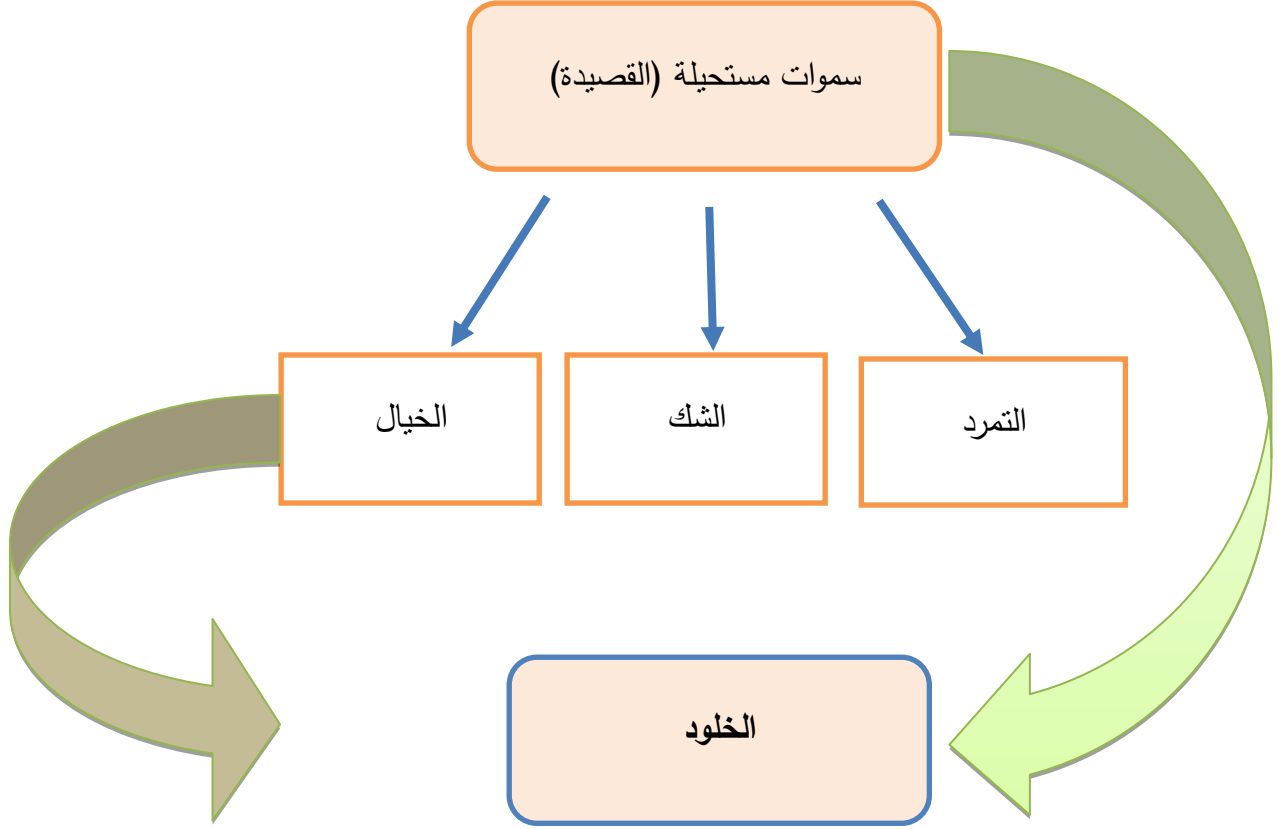 سموات مستحيلة (القصيدة)
التمرد
الشك
الخيال
الخلود